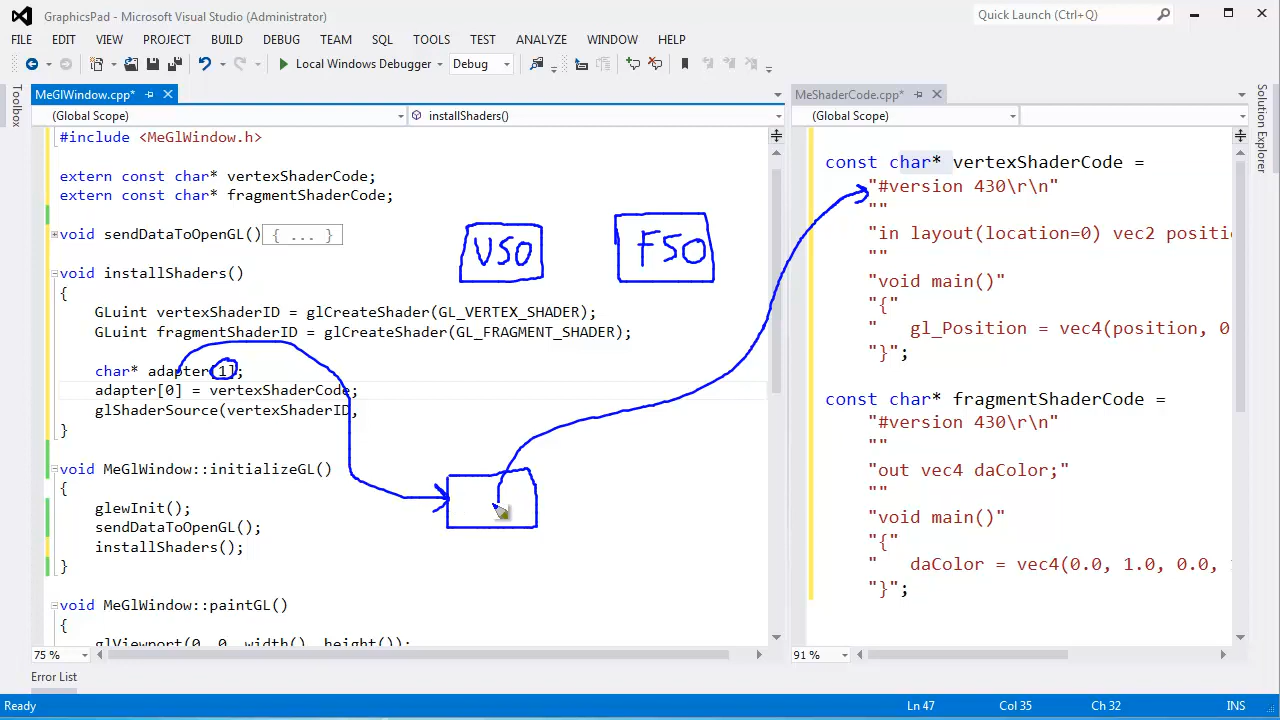 GraphicsPad - Microsoft Visual Studio (Administrator)
Quick Launch (Ctrl+Q)
FILE EDIT VIEW PROJECT BUILD DEBUG TEAM SQL TOOLS TEST ANALYZE WINDOW HELP
Local Windows Debugger Debug
Toolbox
MeGlWindow.cpp*
(Global Scope) installShaders()
#include <MeGlWindow.h>
extern const char* vertexShaderCode;
extern const char* fragmentShaderCode;
void sendDataToOpenGL(){ ... }
VSO
FSO
void installShaders()
{
GLuint vertexShaderID = glCreateShader(GL_VERTEX_SHADER);
GLuint fragmentShaderID = glCreateShader(GL_FRAGMENT_SHADER);
char* adapter[1];
adapter[0] = vertexShaderCode;
glShaderSource(vertexShaderID,
}
void MeGlWindow::initializeGL()
{
glewInit();
sendDataToOpenGL();
installShaders();
}
void MeGlWindow::paintGL()
{
glViewport(0, 0, width(), height());
75 %
MeShaderCode.cpp*
(Global Scope)
const char* vertexShaderCode =
"#version 430\r\n"
""
"in layout(location=0) vec2 positio
""
"void main()"
"{"
" gl_Position = vec4(position, 0
"}";
const char* fragmentShaderCode =
"#version 430\r\n"
""
"out vec4 daColor;"
""
"void main()"
"{"
" daColor = vec4(0.0, 1.0, 0.0,
"}";
91 %
Solution Explorer
Error List
Ready Ln 47 Col 35 Ch 32 INS